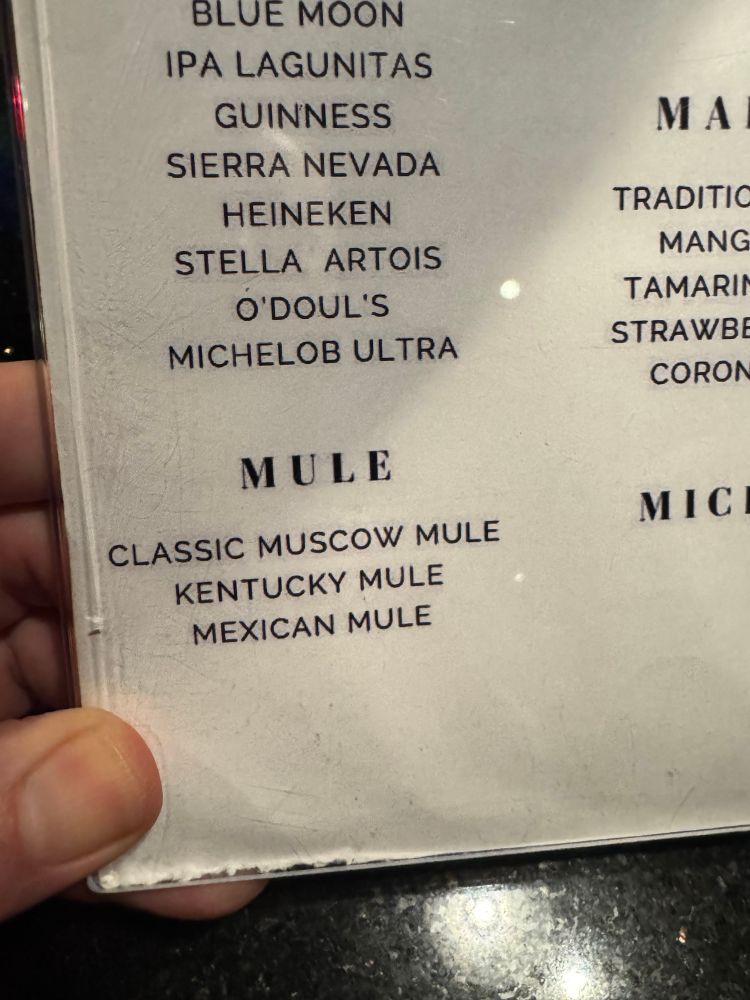 BLUE MOON
IPA LAGUNITAS
GUINNESS
SIERRA NEVADA
HEINEKEN
STELLA ARTOIS
O'DOUL'S
MICHELOB ULTRA
MULE
CLASSIC MUSCOW MULE
KENTUCKY MULE
MEXICAN MULE